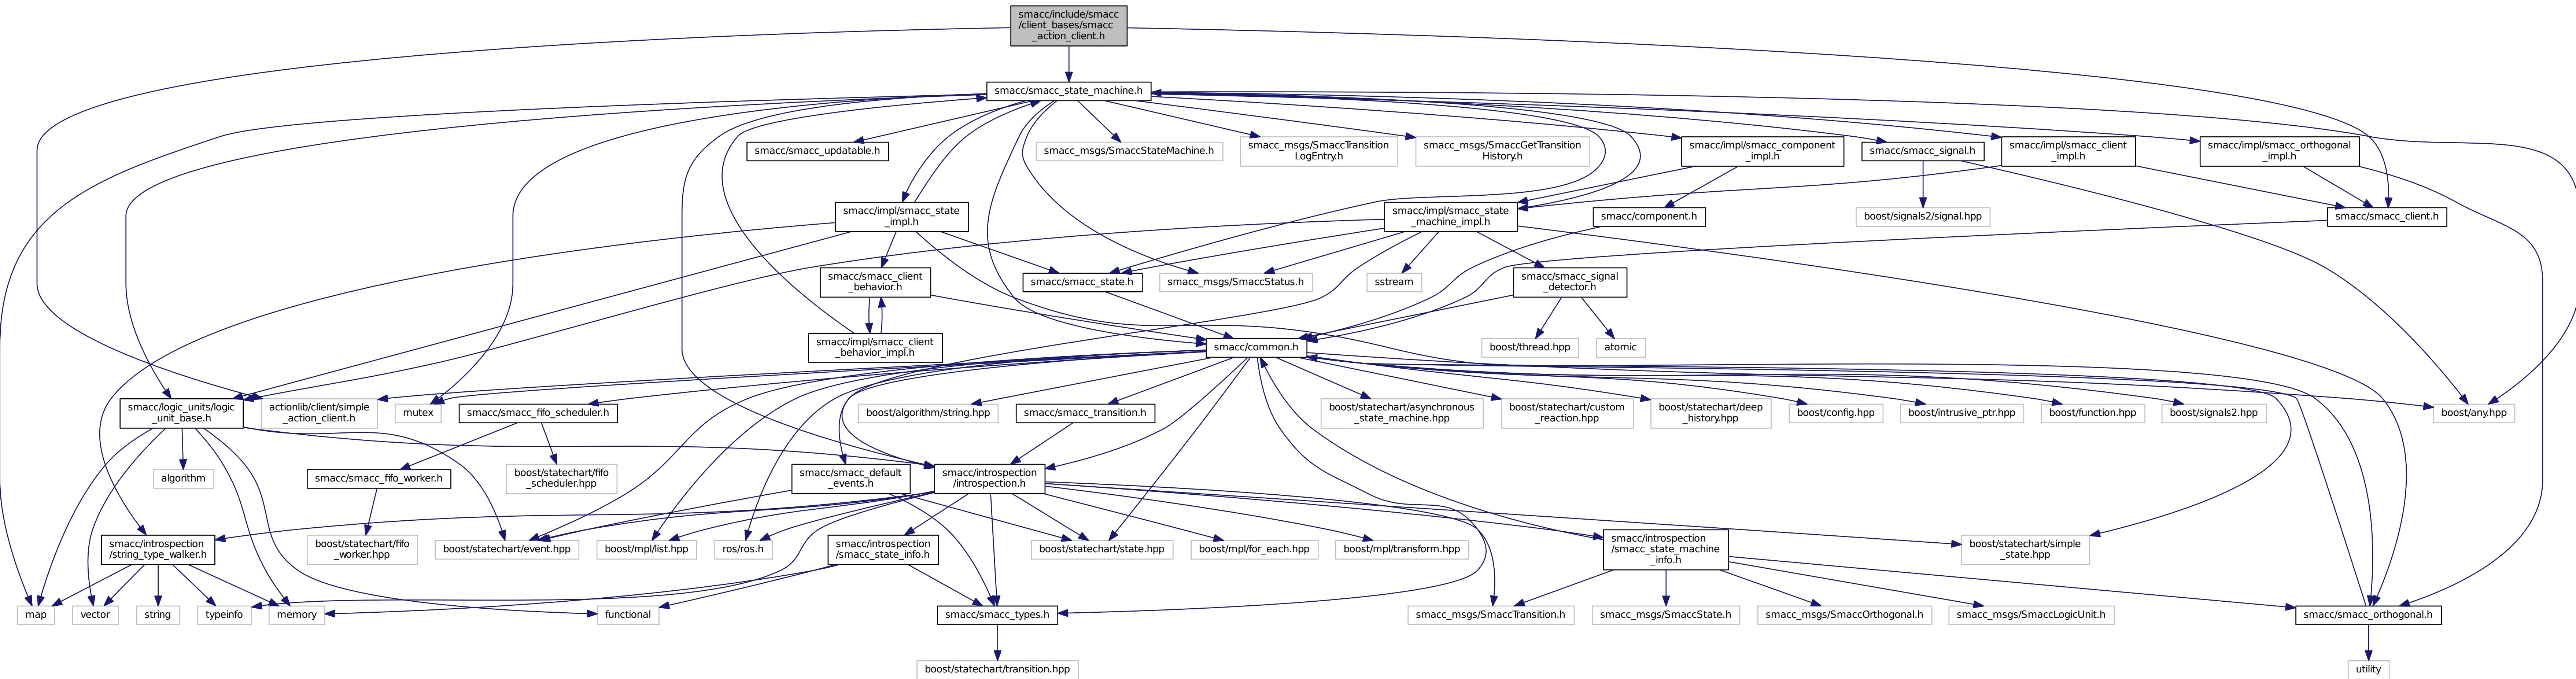 smacc/include/smacc
/client_bases/smacc
_action_client.h
smacc/smacc_state_machine.h
smacc/smacc_updatable.h
smacc_msgs/SmaccStateMachine.h
smacc_msgs/SmaccTransition
LogEntry.h
smacc_msgs/SmaccGetTransition
History.h
smacc/impl/smacc_component
_impl.h
smacc/smacc_signal.h
smacc/impl/smacc_client
_impl.h
smacc/impl/smacc_orthogonal
_impl.h
smacc/impl/smacc_state
_impl.h
smacc/impl/smacc_state
_machine_impl.h
smacc/component.h
boost/signals2/signal.hpp
smacc/smacc_client.h
smacc/smacc_client
_behavior.h
smacc/smacc_state.h
smacc_msgs/SmaccStatus.h
sstream
smacc/smacc_signal
_detector.h
smacc/impl/smacc_client
_behavior_impl.h
smacc/common.h
boost/thread.hpp
atomic
smacc/logic_units/logic
_unit_base.h
actionlib/client/simple
_action_client.h
mutex
smacc/smacc_fifo_scheduler.h
boost/algorithm/string.hpp
smacc/smacc_transition.h
boost/statechart/asynchronous
_state_machine.hpp
boost/statechart/custom
_reaction.hpp
boost/statechart/deep
_history.hpp
boost/config.hpp
boost/intrusive_ptr.hpp
boost/function.hpp
boost/signals2.hpp
boost/any.hpp
algorithm
smacc/smacc_fifo_worker.h
boost/statechart/fifo
_scheduler.hpp
smacc/smacc_default
_events.h
smacc/introspection
/introspection.h
smacc/introspection
/string_type_walker.h
boost/statechart/fifo
_worker.hpp
boost/statechart/event.hpp
boost/mpl/list.hpp
ros/ros.h
smacc/introspection
/smacc_state_info.h
boost/statechart/state.hpp
boost/mpl/for_each.hpp
boost/mpl/transform.hpp
smacc/introspection
/smacc_state_machine
_info.h
boost/statechart/simple
_state.hpp
map
vector
string
typeinfo
memory
functional
smacc/smacc_types.h
smacc_msgs/SmaccTransition.h
smacc_msgs/SmaccState.h
smacc_msgs/SmaccOrthogonal.h
smacc_msgs/SmaccLogicUnit.h
smacc/smacc_orthogonal.h
boost/statechart/transition.hpp
utility